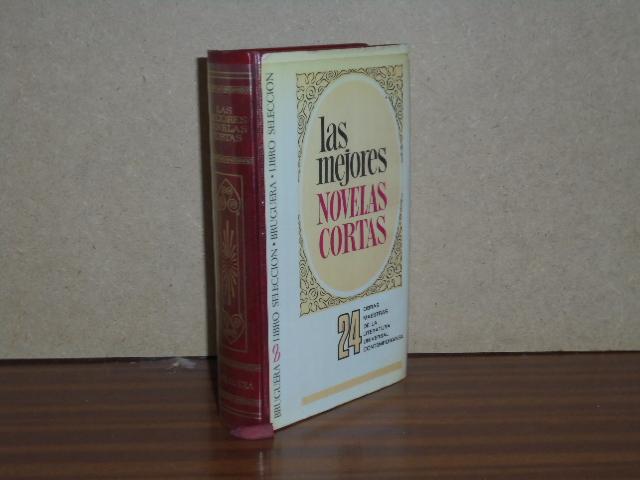 LAS
MEJORES
NOVELAS
CORTAS
BRUGUERA
BRUGUERA • LIBRO SELECCION • BRUGUERA • LIBRO SELECCION
las
mejores
NOVELAS
CORTAS
24
OBRAS
MAESTRAS
DE LA
LITERATURA
UNIVERSAL
CONTEMPORANEA